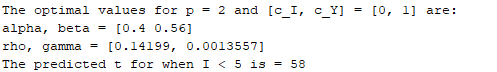 The optimal values for p = 2 and [c_I, c_Y] = [0, 1] are:
alpha, beta = [0.4 0.56]
rho, gamma = [0.14199, 0.0013557]
The predicted t for when I < 5 is = 58